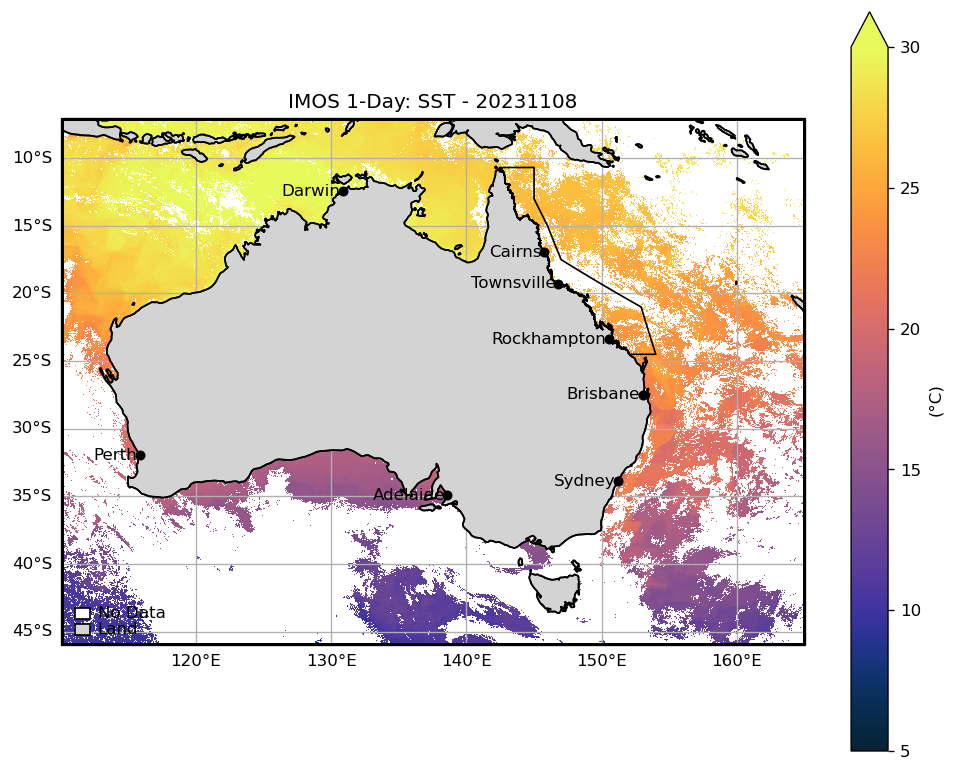 IMOS 1-Day: SST - 20231108
30
10°S
Darwin
25
15°S
Cairns
Townsville
20°S
20
Rockhampton
25°S
Brisbane
(°C)
30°S
Perth
15
Sydney
35°S
Adelaide
40°S
10
No Data
Land
45°S
120°E 130°E 140°E 150°E 160°E
5